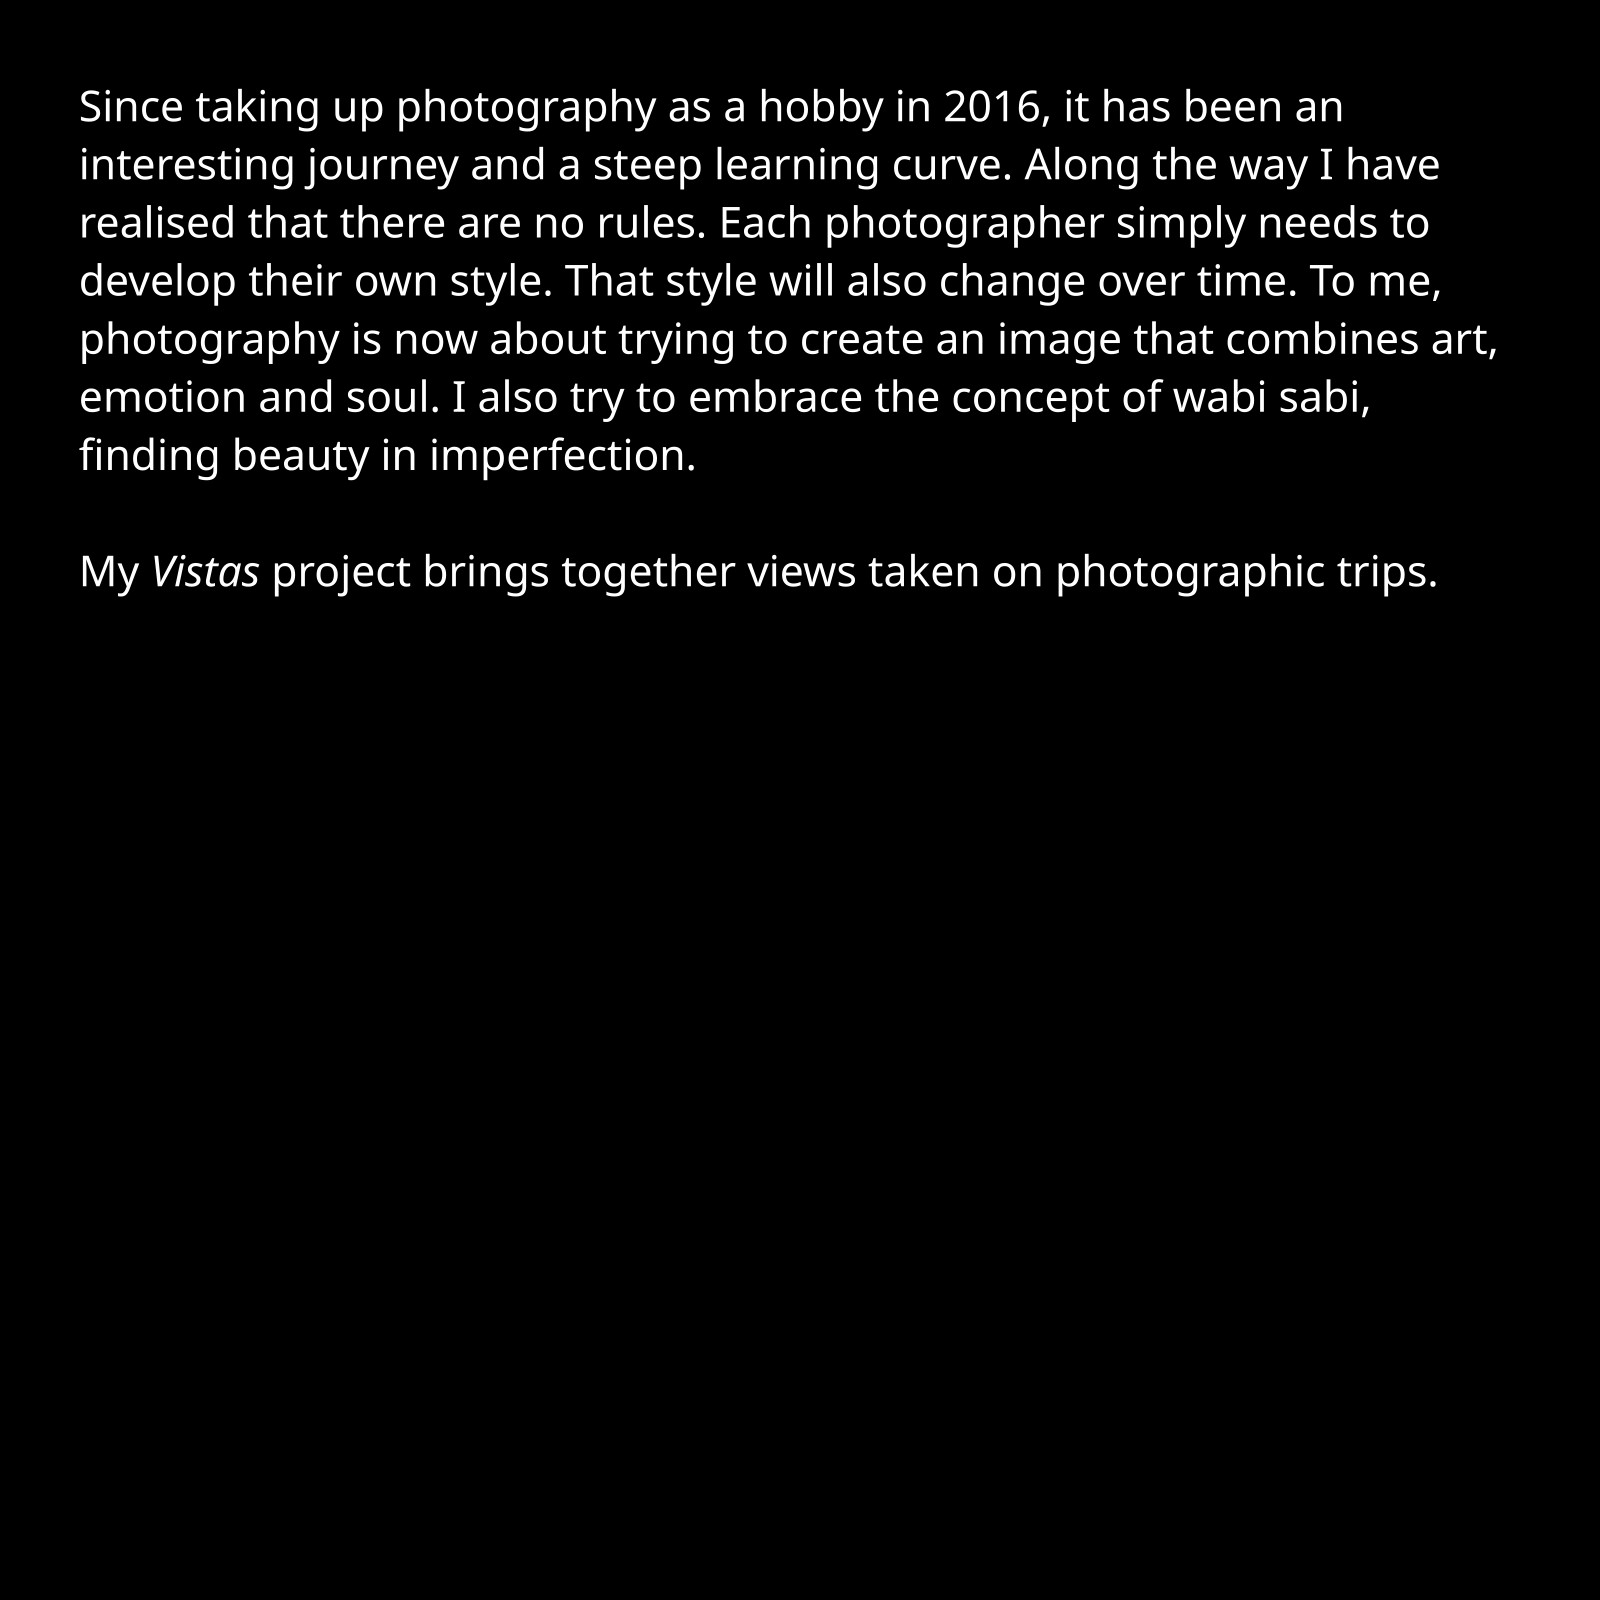 Since taking up photography as a hobby in 2016, it has been an
interesting journey and a steep learning curve. Along the way I have
realised that there are no rules. Each photographer simply needs to
develop their own style. That style will also change over time. To me,
photography is now about trying to create an image that combines art,
emotion and soul. I also try to embrace the concept of wabi sabi,
finding beauty in imperfection.
My Vistas project brings together views taken on photographic trips.